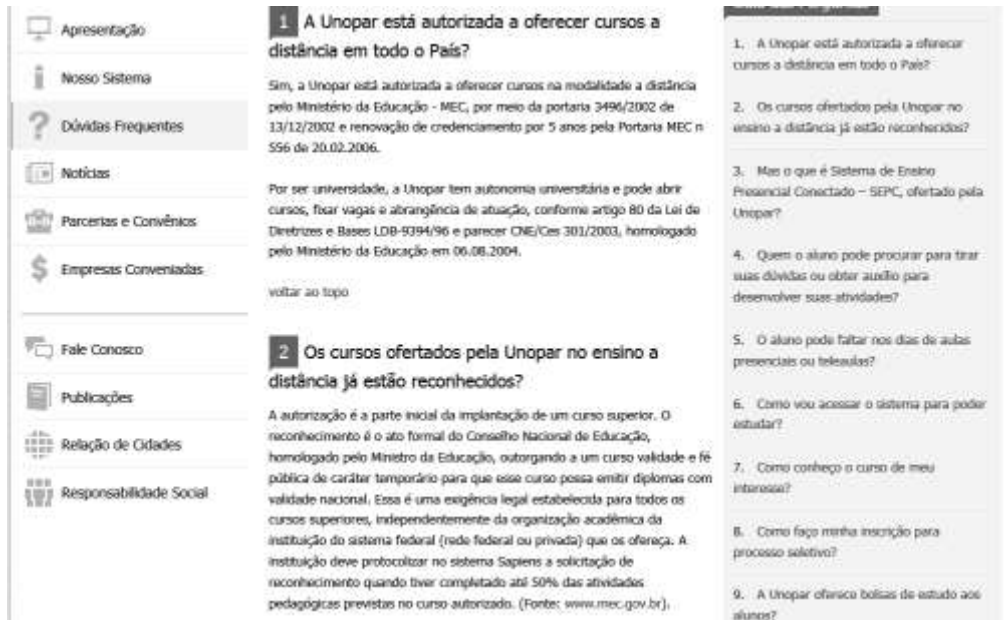 Apresentação
Nosso Sistema
Dúvidas Frequentes
Notícias
Parcerias e Convênios
Empresas Conveniadas
Fale Conosco
Publicações
Relação de Cidades
Responsabilidade Social
1 A Unopar está autorizada a oferecer cursos a
distância em todo o País?
Sim, a Unopar está autorizada a oferecer cursos na modalidade a distância
pelo Ministério da Educação - MEC, por meio da portaria 3496/2002 de
13/12/2002 e renovação de credenciamento por 5 anos pela Portaria MEC n
556 de 20.02.2006.
Por ser universidade, a Unopar tem autonomia universitária e pode abrir
cursos, fixar vagas e abrangência de atuação, conforme artigo 80 da Lei de
Diretrizes e Bases LDB-9394/96 e parecer CNE/Ces 301/2003, homologado
pelo Ministério da Educação em 06.08.2004.
voltar ao topo
2 Os cursos ofertados pela Unopar no ensino a
distância já estão reconhecidos?
A autorização é a parte inicial da implantação de um curso superior. O
reconhecimento é o ato formal do Conselho Nacional de Educação,
homologado pelo Ministro da Educação, outorgando a um curso validade e fé
pública de caráter temporário para que esse curso possa emitir diplomas com
validade nacional. Essa é uma exigência legal estabelecida para todos os
cursos superiores, independentemente da organização acadêmica da
instituição do sistema federal (rede federal ou privada) que os ofereça. A
instituição deve protocolizar no sistema Sapiens a solicitação de
reconhecimento quando tiver completado até 50% das atividades
pedagógicas previstas no curso autorizado. (Fonte: www.mec.gov.br).
1. A Unopar está autorizada a oferecer
cursos a distância em todo o País?
2. Os cursos ofertados pela Unopar no
ensino a distância já estão reconhecidos?
3. Mas o que é Sistema de Ensino
Presencial Conectado – SEPC, ofertado pela
Unopar?
4. Quem o aluno pode procurar para tirar
suas dúvidas ou obter auxílio para
desenvolver suas atividades?
5. O aluno pode faltar nos dias de aulas
presenciais ou teleaulas?
6. Como vou acessar o sistema para poder
estudar?
7. Como conheço o curso de meu
interesse?
8. Como faço minha inscrição para
processo seletivo?
9. A Unopar oferece bolsas de estudo aos
alunos?